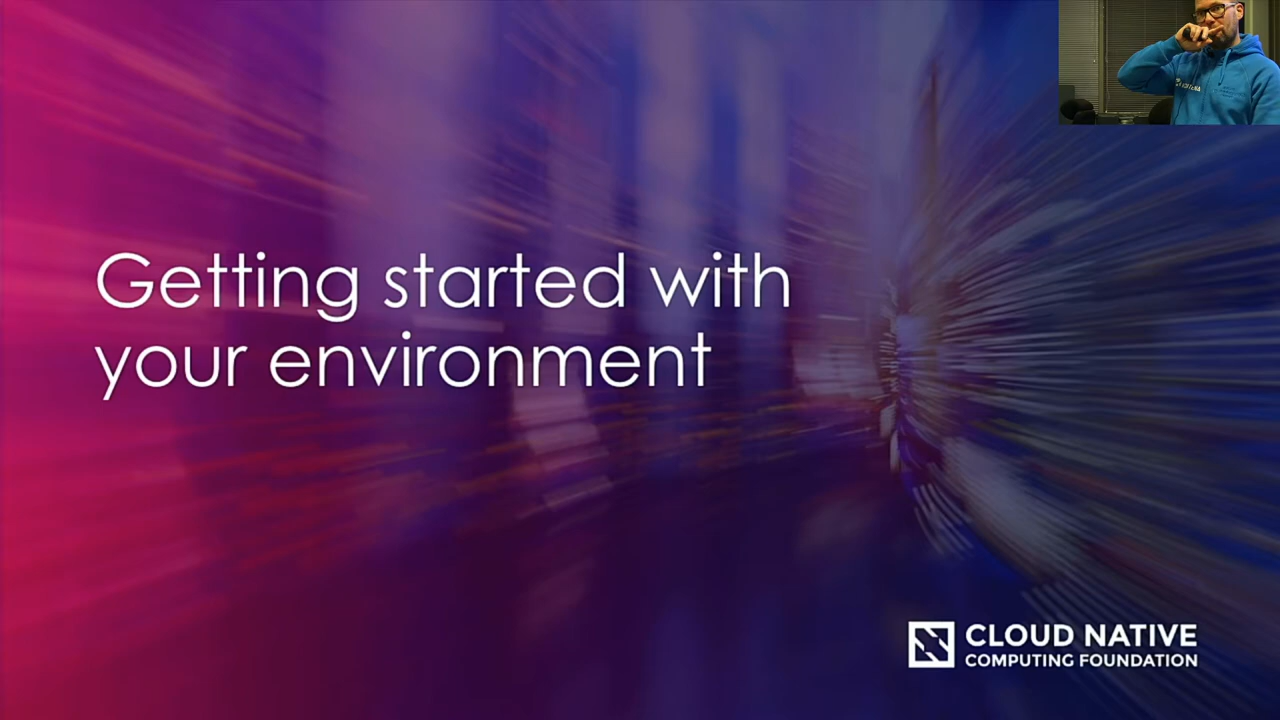 Getting started with
your environment
CLOUD NATIVE
COMPUTING FOUNDATION